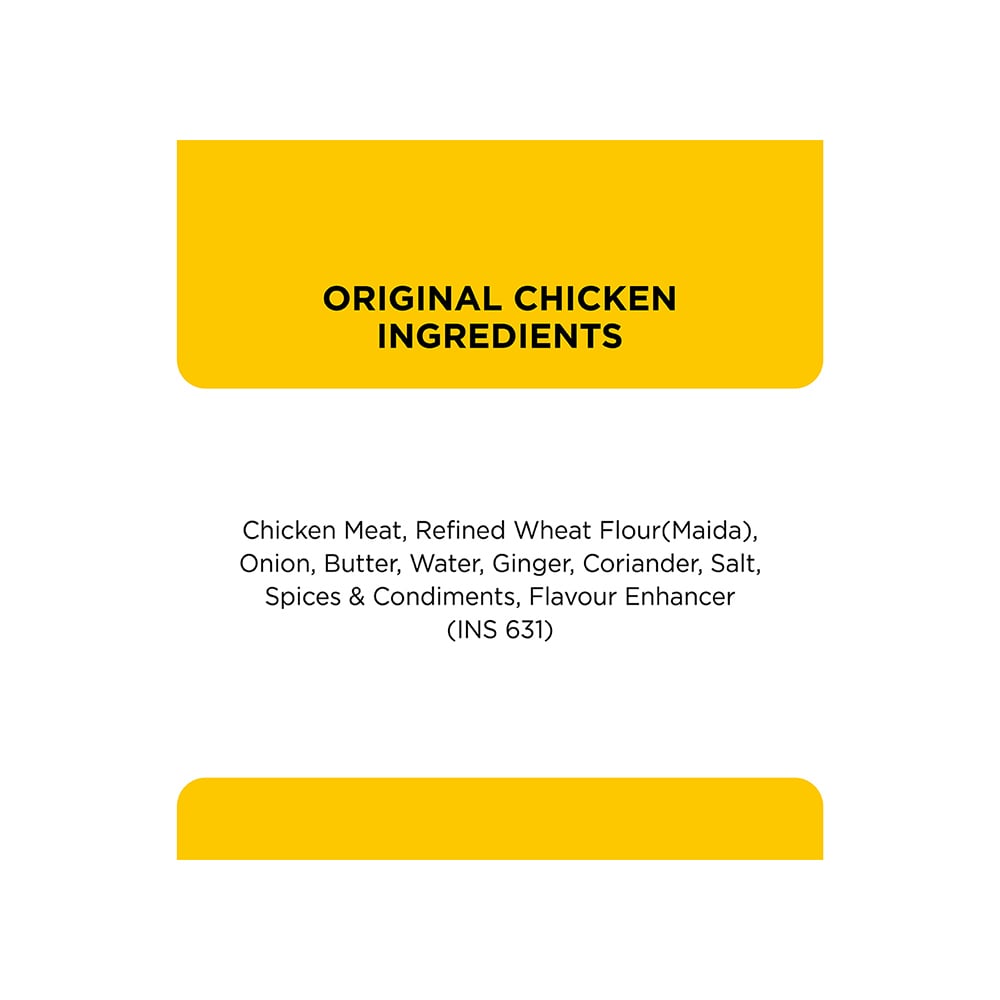 ORIGINAL CHICKEN
INGREDIENTS
Chicken Meat, Refined Wheat Flour(Maida),
Onion, Butter, Water, Ginger, Coriander, Salt,
Spices & Condiments, Flavour Enhancer
(INS 631)